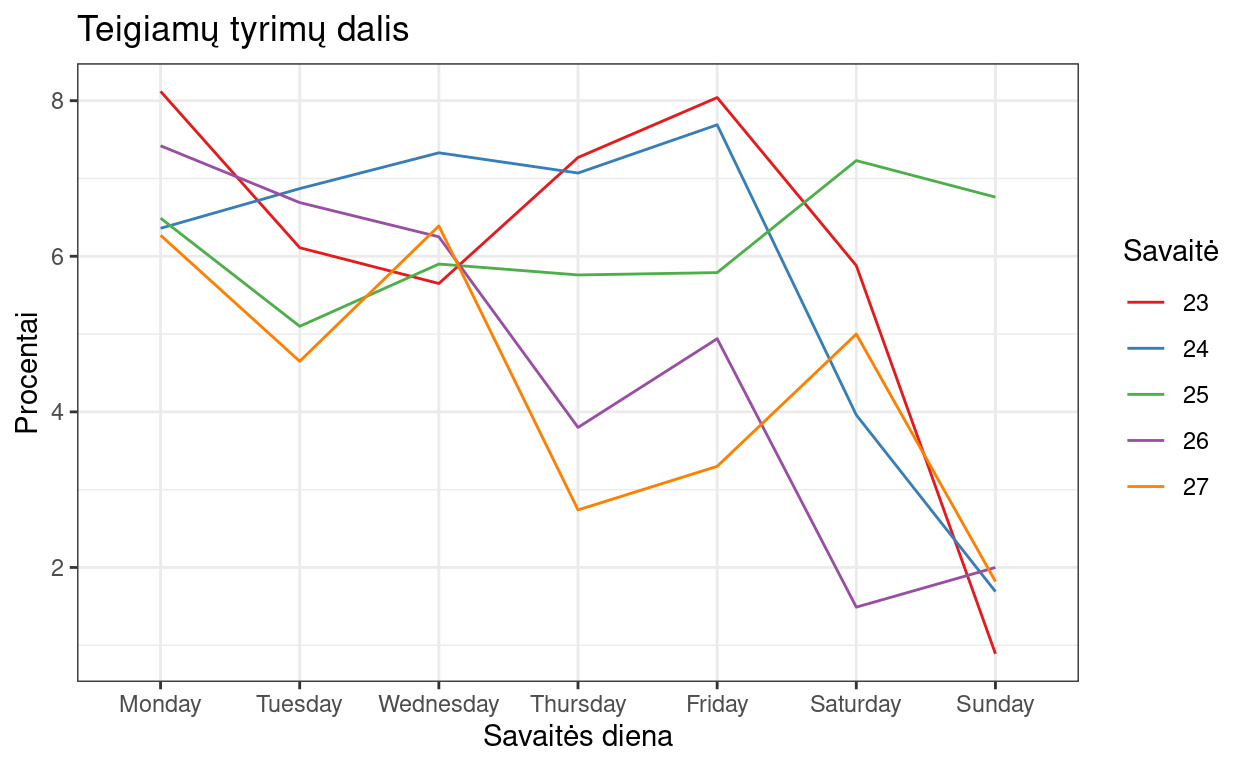 Teigiamų tyrimų dalis
Procentai
8
6
4
2
Monday Tuesday Wednesday Thursday Friday Saturday Sunday
Savaitės diena
Savaitė
23
24
25
26
27